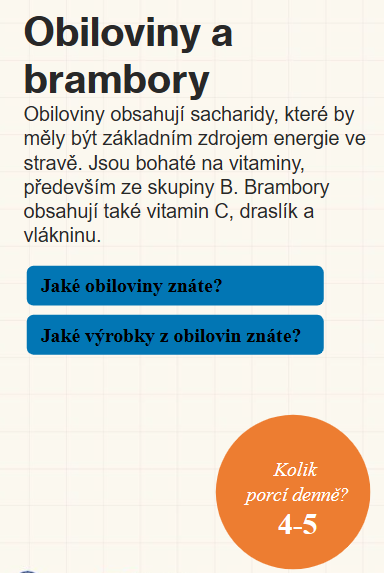 Obiloviny a
brambory
Obiloviny obsahují sacharidy, které by
měly být základním zdrojem energie ve
stravě. Jsou bohaté na vitaminy,
především ze skupiny B. Brambory
obsahují také vitamin C, draslík a
vlákninu.
Jaké obiloviny znáte?
Jaké výrobky z obilovin znáte?
Kolik
porcí denně?
4-5